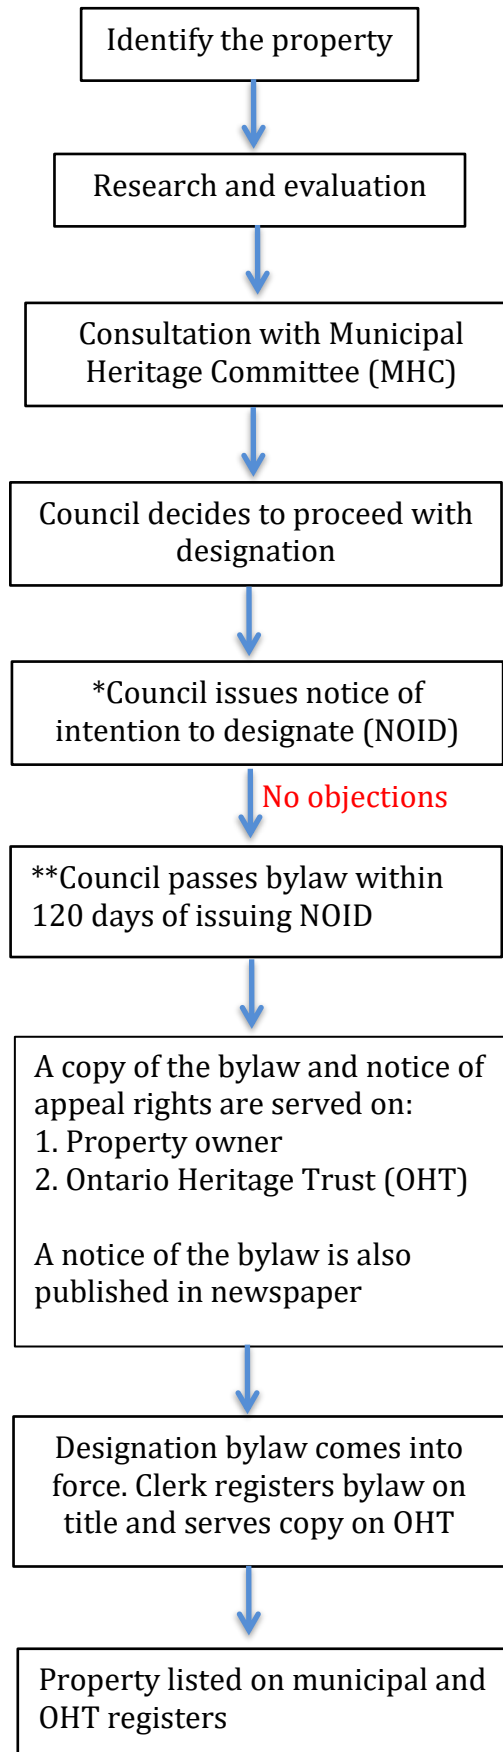 Identify the property
Research and evaluation
Consultation with Municipal
Heritage Committee (MHC)
Council decides to proceed with
designation
*Council issues notice of
intention to designate (NOID)
No objections
**Council passes bylaw within
120 days of issuing NOID
A copy of the bylaw and notice of
appeal rights are served on:
1. Property owner
2. Ontario Heritage Trust (OHT)
A notice of the bylaw is also
published in newspaper
Designation bylaw comes into
force. Clerk registers bylaw on
title and serves copy on OHT
Property listed on municipal and
OHT registers